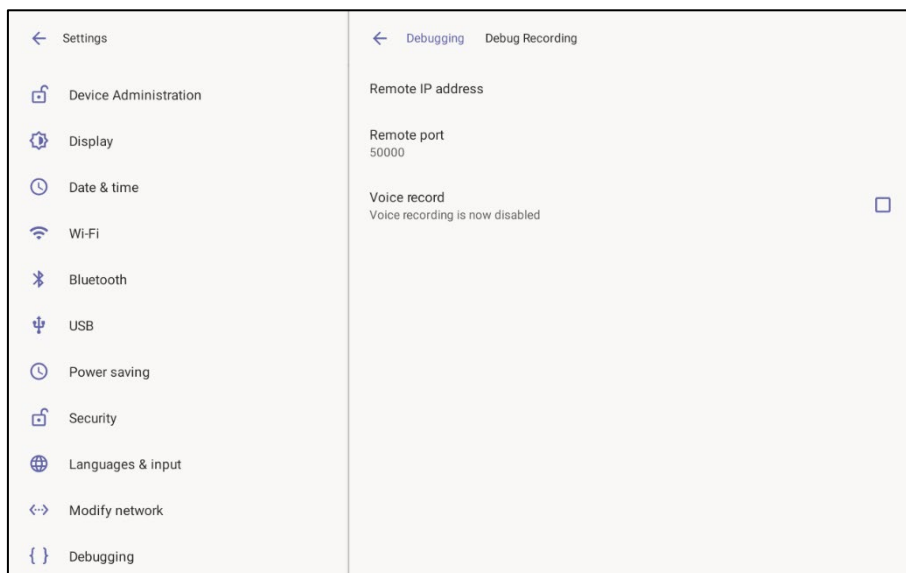 Settings
Device Administration
Display
Date & time
Wi-Fi
Bluetooth
USB
Power saving
Security
Languages & input
Modify network
Debugging
Debugging Debug Recording
Remote IP address
Remote port
50000
Voice record
Voice recording is now disabled